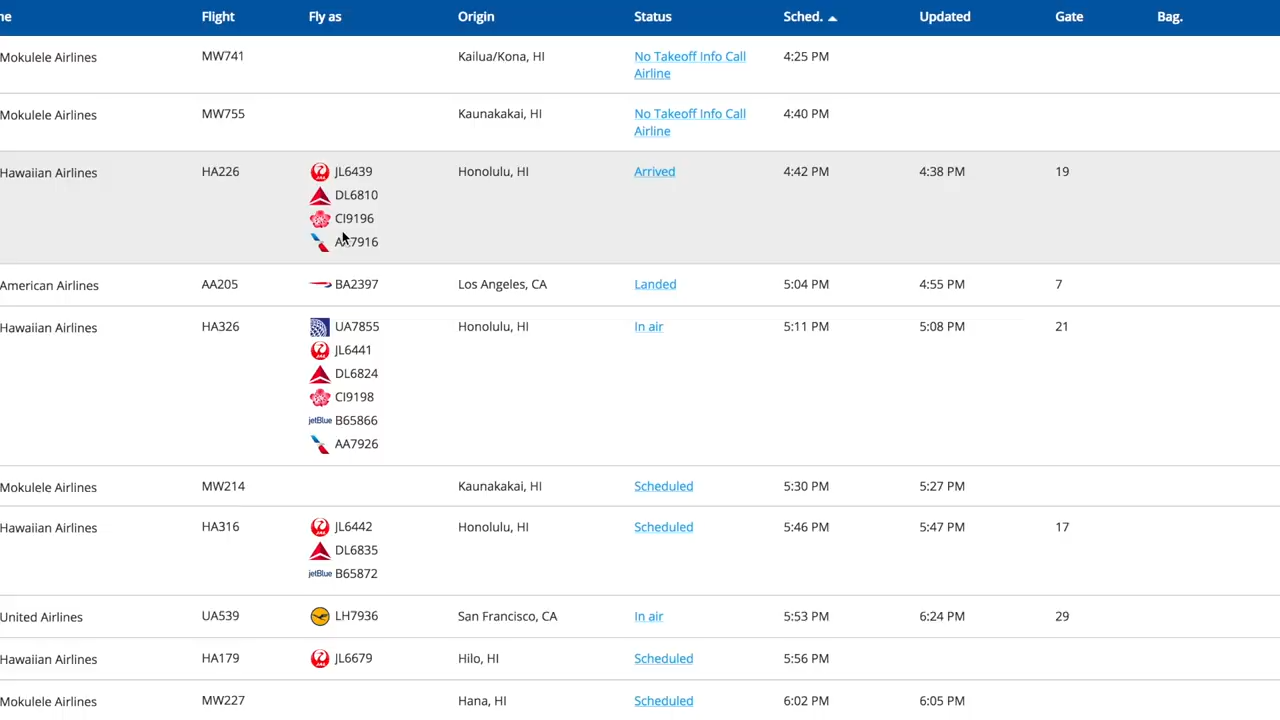 ne Flight Fly as Origin Status Sched. Updated Gate Bag.
Mokulele Airlines MW741 Kailua/Kona, HI No Takeoff Info Call 4:25 PM
Airline
Mokulele Airlines MW755 Kaunakakai, HI No Takeoff Info Call 4:40 PM
Airline
Hawaiian Airlines HA226 JL6439 Honolulu, HI Arrived 4:42 PM 4:38 PM 19
DL6810
CI9196
AA7916
American Airlines AA205 BA2397 Los Angeles, CA Landed 5:04 PM 4:55 PM 7
Hawaiian Airlines HA326 UA7855 Honolulu, HI In air 5:11 PM 5:08 PM 21
JL6441
DL6824
CI9198
jetBlue B65866
AA7926
Mokulele Airlines MW214 Kaunakakai, HI Scheduled 5:30 PM 5:27 PM
Hawaiian Airlines HA316 JL6442 Honolulu, HI Scheduled 5:46 PM 5:47 PM 17
DL6835
jetBlue B65872
United Airlines UA539 LH7936 San Francisco, CA In air 5:53 PM 6:24 PM 29
Hawaiian Airlines HA179 JL6679 Hilo, HI Scheduled 5:56 PM
Mokulele Airlines MW227 Hana, HI Scheduled 6:02 PM 6:05 PM